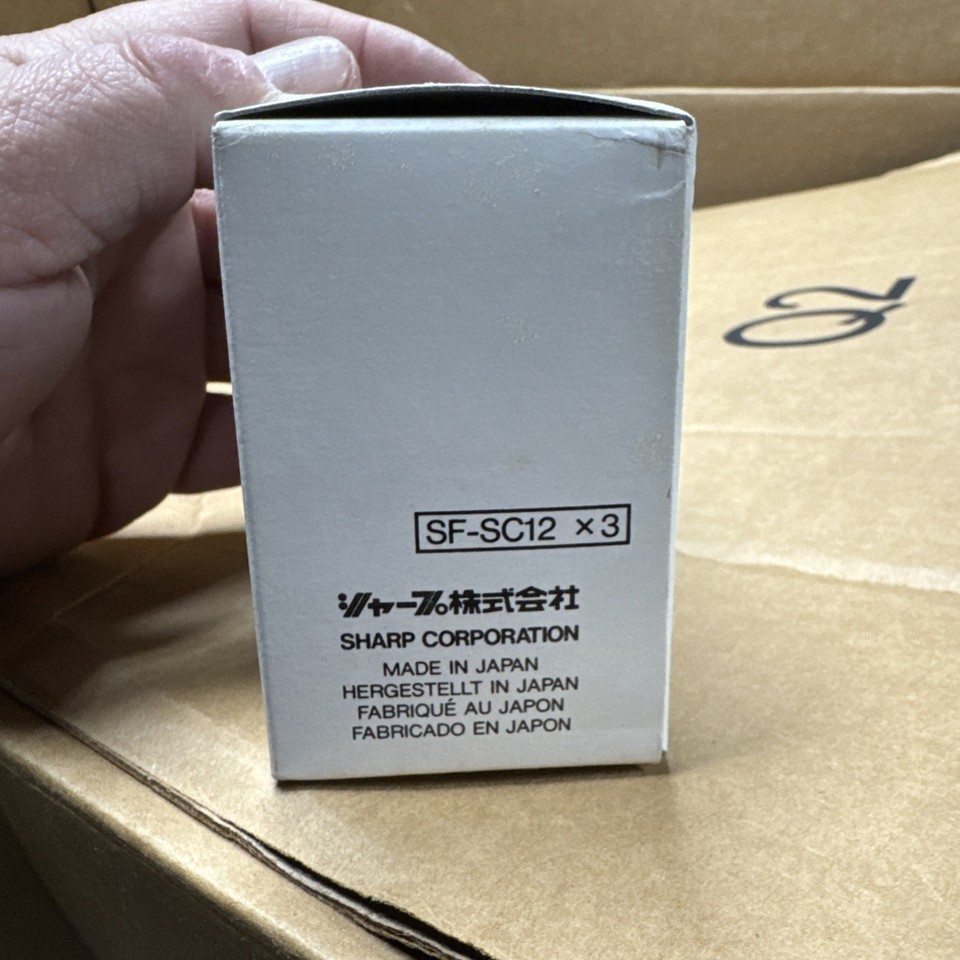 Q2
SF-SC12 ×3
シャープ株式会社
SHARP CORPORATION
MADE IN JAPAN
HERGESTELLT IN JAPAN
FABRIQUÉ AU JAPON
FABRICADO EN JAPON